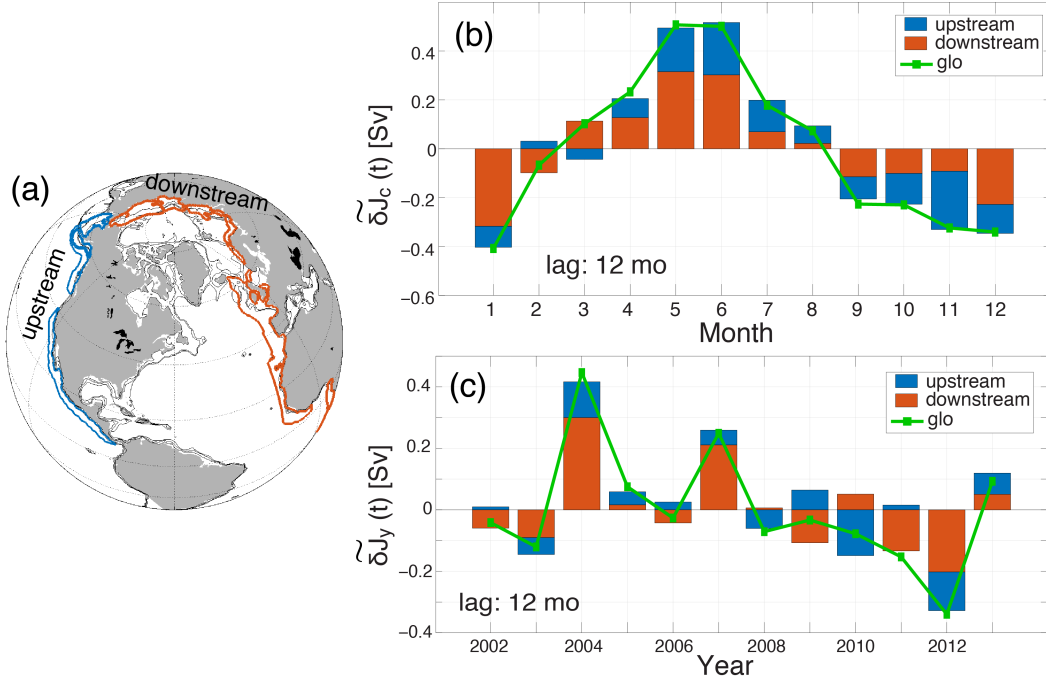 (a)
upstream
downstream
(b)
upstream
downstream
glo
δ̃J_c (t) [Sv]
0.4
0.2
0
−0.2
−0.4
−0.6
lag: 12 mo
1 2 3 4 5 6 7 8 9 10 11 12
Month
(c)
upstream
downstream
glo
δ̃J_y (t) [Sv]
0.4
0.2
0
−0.2
−0.4
lag: 12 mo
2002 2004 2006 2008 2010 2012
Year